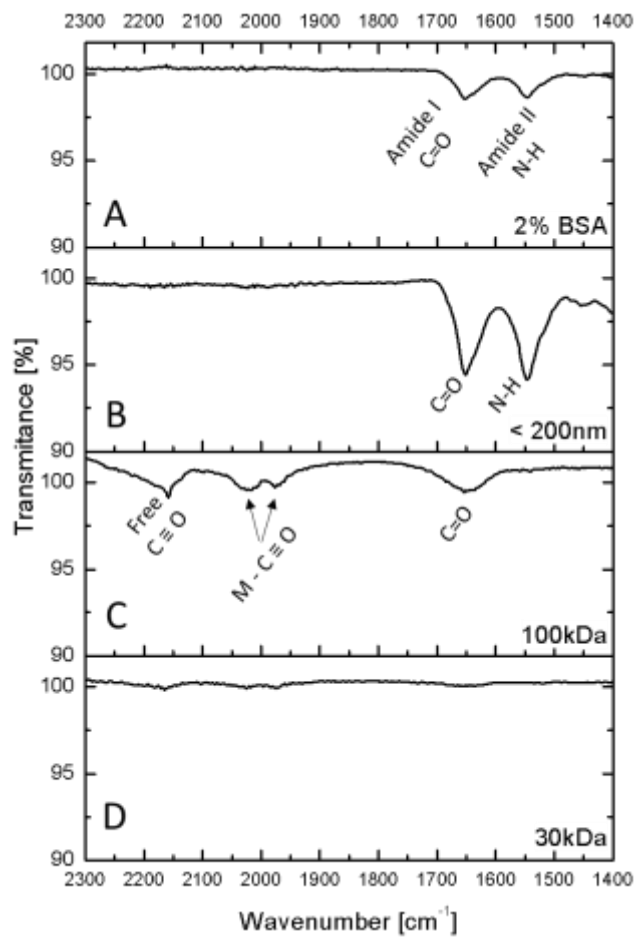 2300 2200 2100 2000 1900 1800 1700 1600 1500 1400
100
95
90
Amide I
C=O
Amide II
N-H
A
2% BSA
100
95
90
C=O
N-H
B
< 200nm
100
95
90
Free
C≡O
M - C≡O
C=O
C
100kDa
100
95
90
D
30kDa
2300 2200 2100 2000 1900 1800 1700 1600 1500 1400
Transmitance [%]
Wavenumber [cm⁻¹]